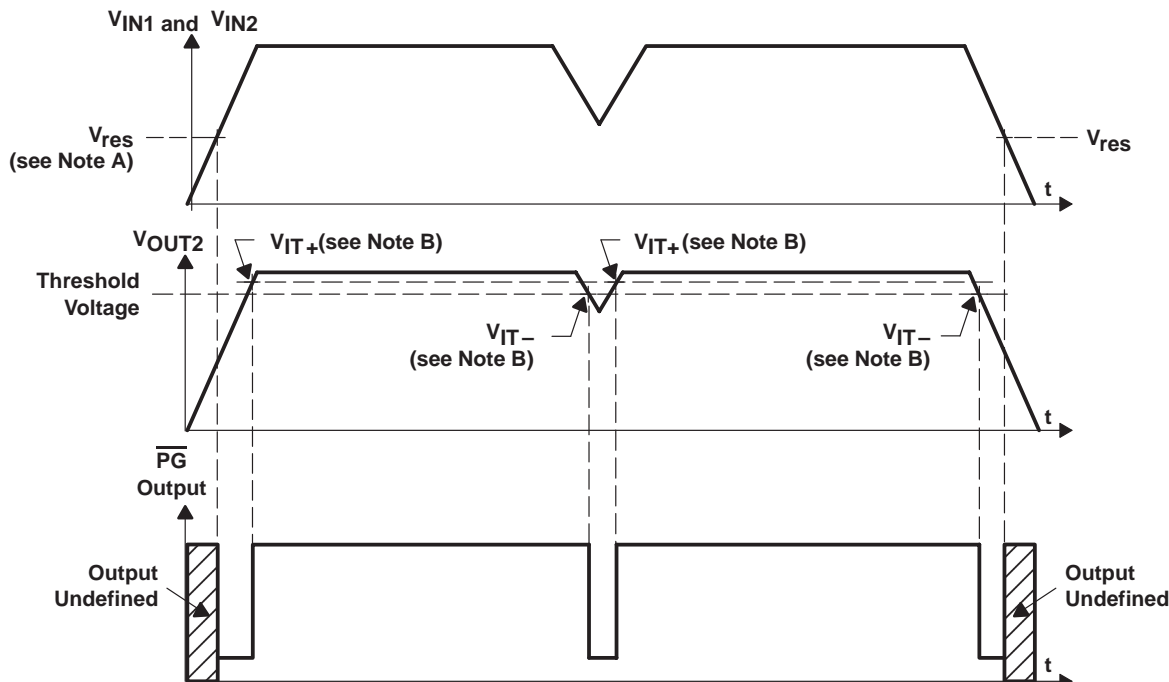 VIN1 and VIN2
Vres
(see Note A)
Vres
t
VOUT2
VIT+(see Note B)
VIT+ (see Note B)
Threshold
Voltage
VIT–
(see Note B)
VIT–
(see Note B)
t
PG
Output
Output
Undefined
Output
Undefined
t